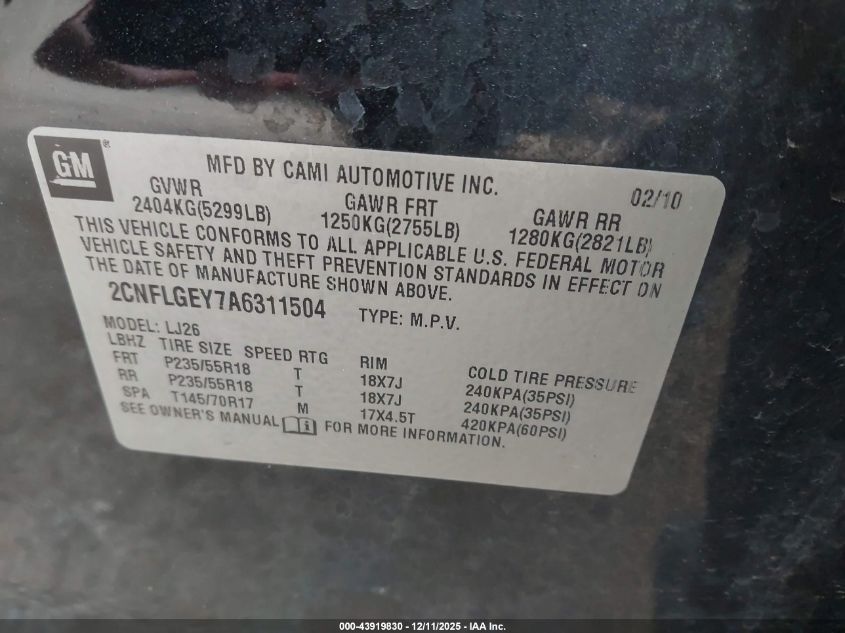 GM
MFD BY CAMI AUTOMOTIVE INC. 02/10
GVWR GAWR FRT GAWR RR
2404KG(5299LB) 1250KG(2755LB) 1280KG(2821LB)
THIS VEHICLE CONFORMS TO ALL APPLICABLE U.S. FEDERAL MOTOR
VEHICLE SAFETY AND THEFT PREVENTION STANDARDS IN EFFECT ON
THE DATE OF MANUFACTURE SHOWN ABOVE.
2CNFLGEY7A6311504 TYPE: M.P.V.
MODEL: LJ26
LBHZ TIRE SIZE SPEED RTG RIM COLD TIRE PRESSURE
FRT P235/55R18 T 18X7J 240KPA(35PSI)
RR P235/55R18 T 18X7J 240KPA(35PSI)
SPA T145/70R17 M 17X4.5T 420KPA(60PSI)
SEE OWNER'S MANUAL i FOR MORE INFORMATION.
000-43919830 - 12/11/2025 - IAA Inc.